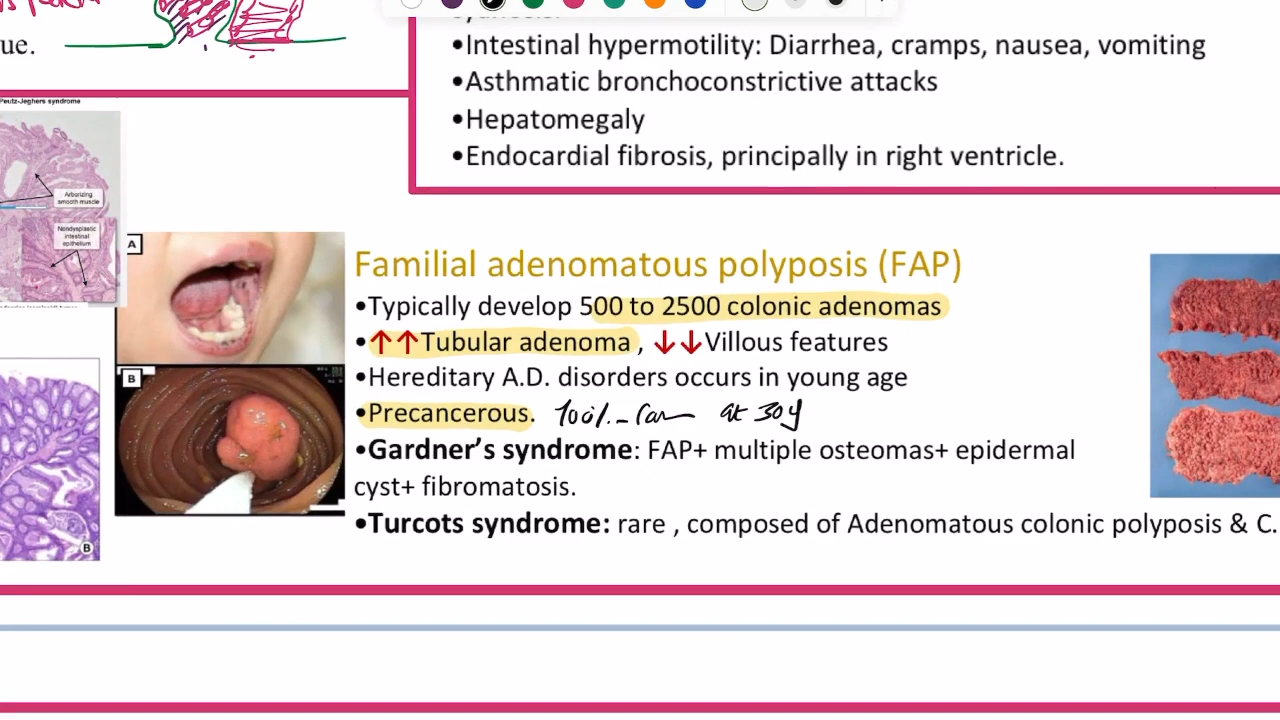 ue.
•Intestinal hypermotility: Diarrhea, cramps, nausea, vomiting
•Asthmatic bronchoconstrictive attacks
•Hepatomegaly
•Endocardial fibrosis, principally in right ventricle.
Peutz-Jeghers syndrome
Arborizing
smooth muscle
Nondysplastic
intestinal
epithelium
A
B
B
Familial adenomatous polyposis (FAP)
•Typically develop 500 to 2500 colonic adenomas
•↑↑Tubular adenoma , ↓↓Villous features
•Hereditary A.D. disorders occurs in young age
•Precancerous. 100% at 30y
•Gardner’s syndrome: FAP+ multiple osteomas+ epidermal
cyst+ fibromatosis.
•Turcots syndrome: rare , composed of Adenomatous colonic polyposis & C.